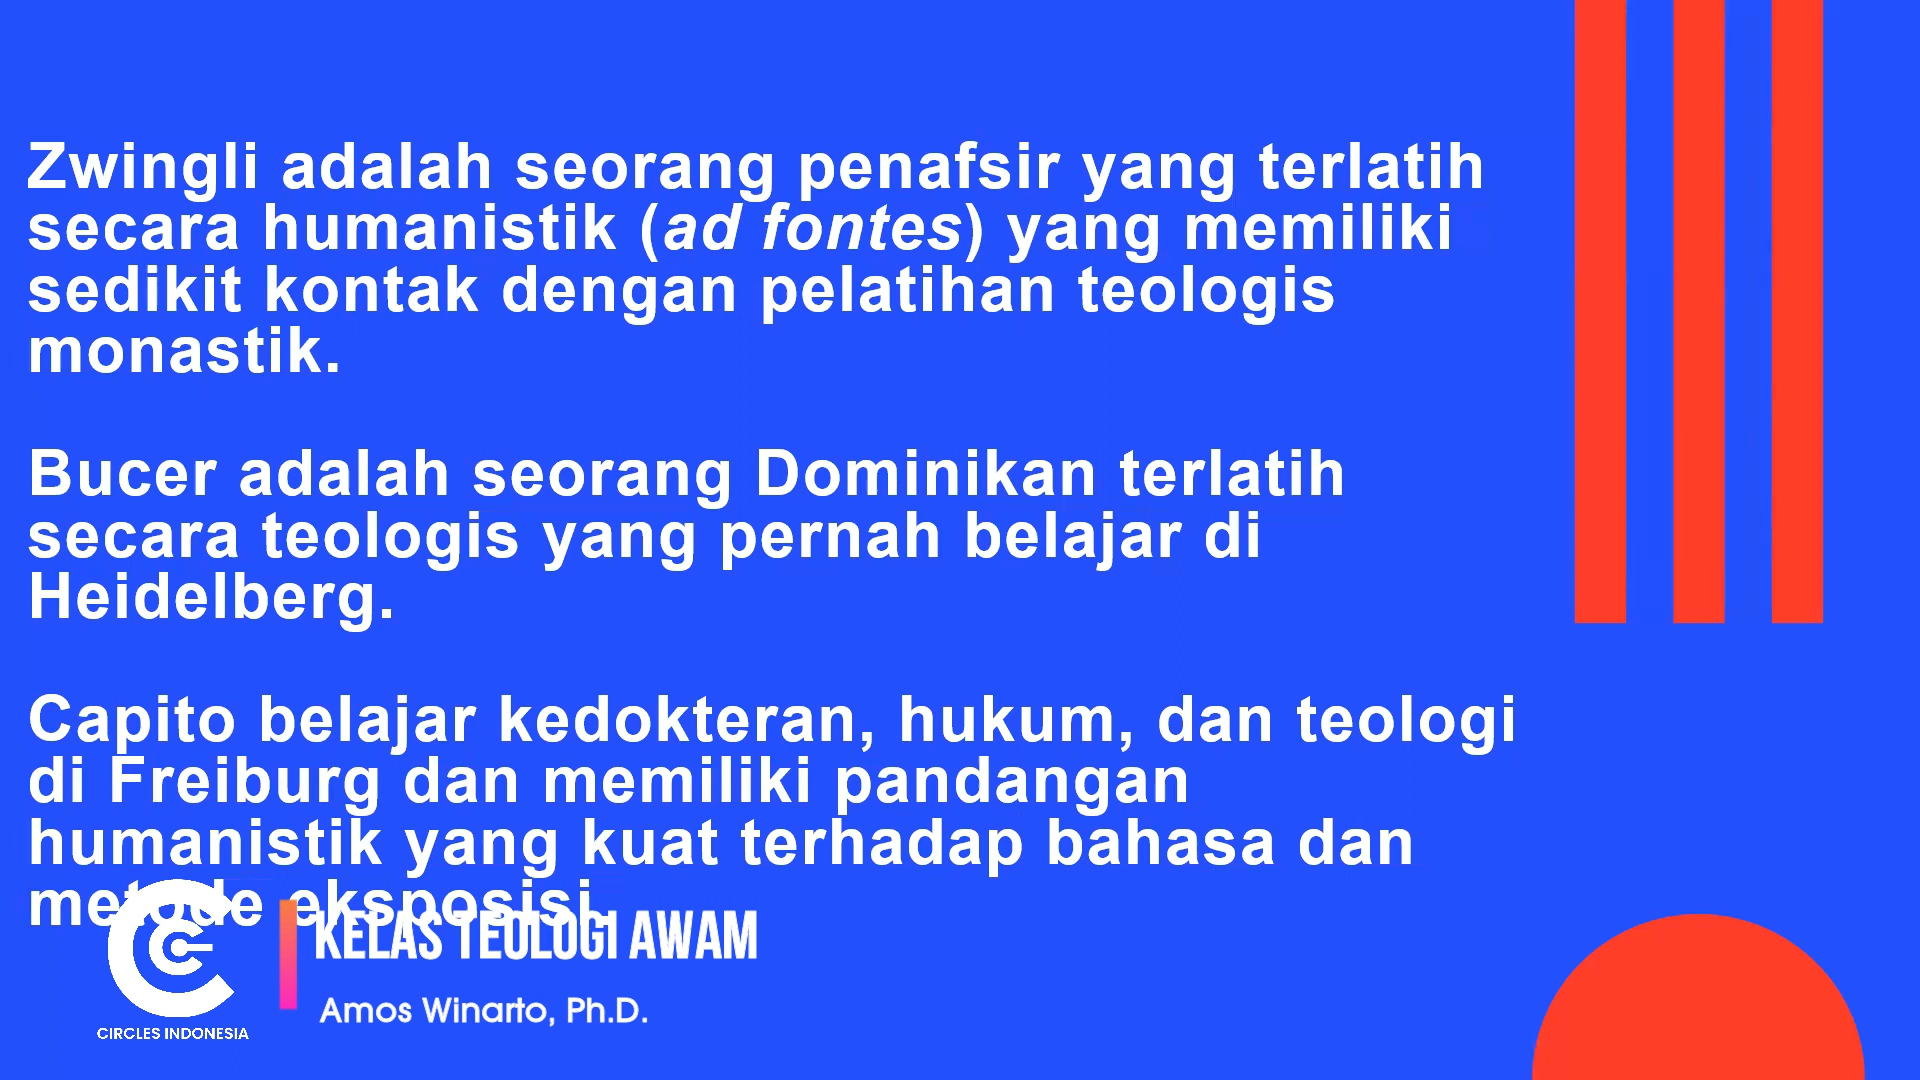 Zwingli adalah seorang penafsir yang terlatih
secara humanistik (ad fontes) yang memiliki
sedikit kontak dengan pelatihan teologis
monastik.
Bucer adalah seorang Dominikan terlatih
secara teologis yang pernah belajar di
Heidelberg.
Capito belajar kedokteran, hukum, dan teologi
di Freiburg dan memiliki pandangan
humanistik yang kuat terhadap bahasa dan
metode eksposisi.
KELAS TEOLOGI AWAM
Amos Winarto, Ph.D.
CIRCLES INDONESIA